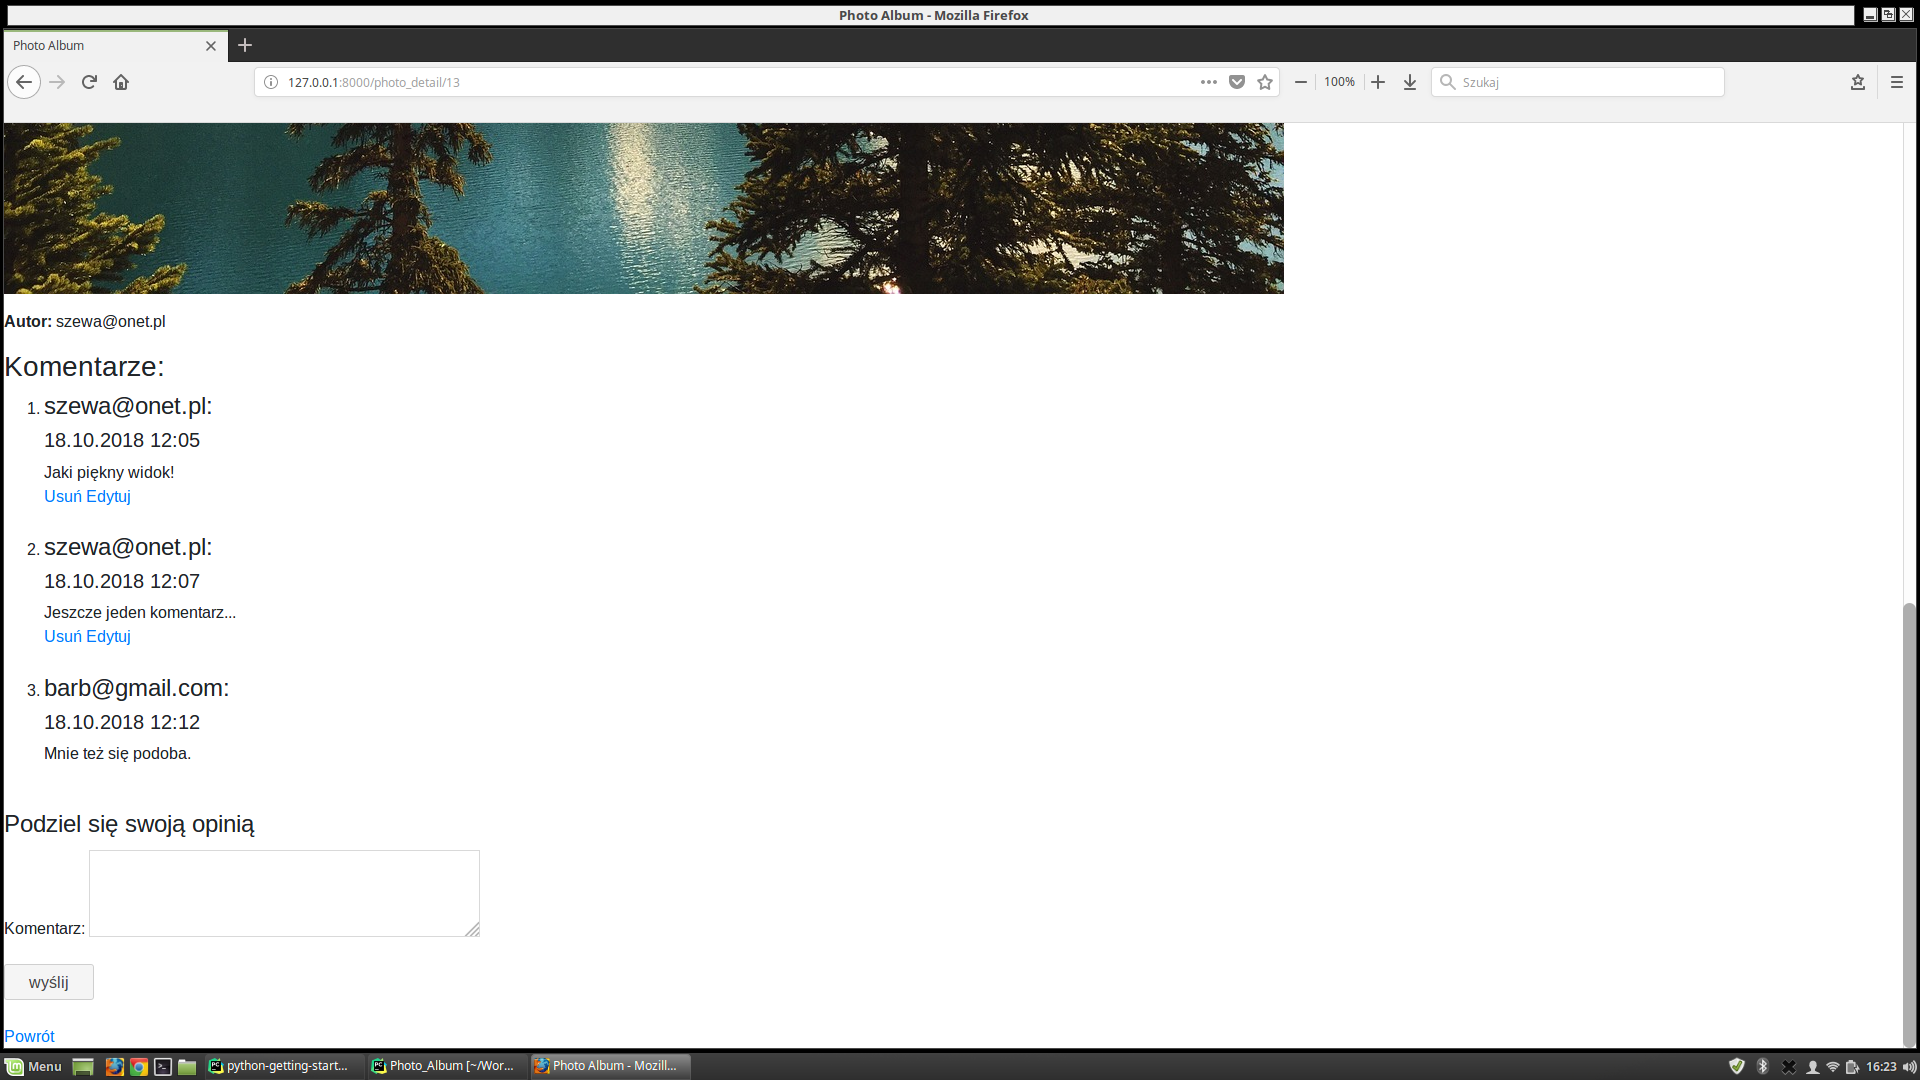 Photo Album - Mozilla Firefox
Photo Album
127.0.0.1:8000/photo_detail/13
100%
Szukaj
Autor: szewa@onet.pl
Komentarze:
1. szewa@onet.pl:
18.10.2018 12:05
Jaki piękny widok!
Usuń Edytuj
2. szewa@onet.pl:
18.10.2018 12:07
Jeszcze jeden komentarz...
Usuń Edytuj
3. barb@gmail.com:
18.10.2018 12:12
Mnie też się podoba.
Podziel się swoją opinią
Komentarz:
wyślij
Powrót
Menu
python-getting-start...
Photo_Album [~/Wor...
Photo Album - Mozill...
16:23